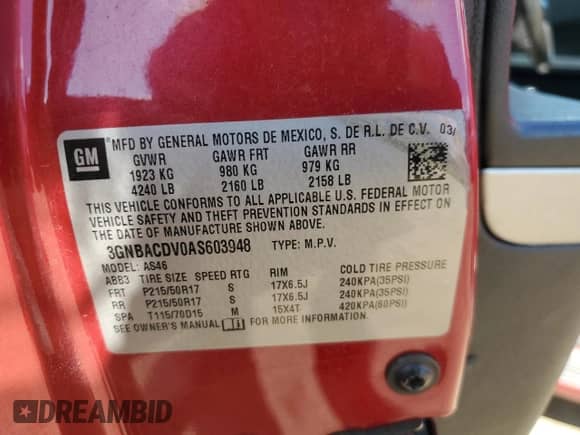 GM
*MFD BY GENERAL MOTORS DE MEXICO, S. DE R.L. DE C.V. 03/
GVWR GAWR FRT GAWR RR
1923 KG 980 KG 979 KG
4240 LB 2160 LB 2158 LB
THIS VEHICLE CONFORMS TO ALL APPLICABLE U.S. FEDERAL MOTOR
VEHICLE SAFETY AND THEFT PREVENTION STANDARDS IN EFFECT ON
THE DATE OF MANUFACTURE SHOWN ABOVE.
3GNBACDV0AS603948 TYPE: M.P.V.
MODEL: AS46
ABB3 TIRE SIZE SPEED RTG RIM COLD TIRE PRESSURE
FRT P215/50R17 S 17X6.5J 240KPA(35PSI)
RR P215/50R17 S 17X6.5J 240KPA(35PSI)
SPA T115/70D15 M 15X4T 420KPA(60PSI)
SEE OWNER'S MANUAL FOR MORE INFORMATION.
DREAMBID